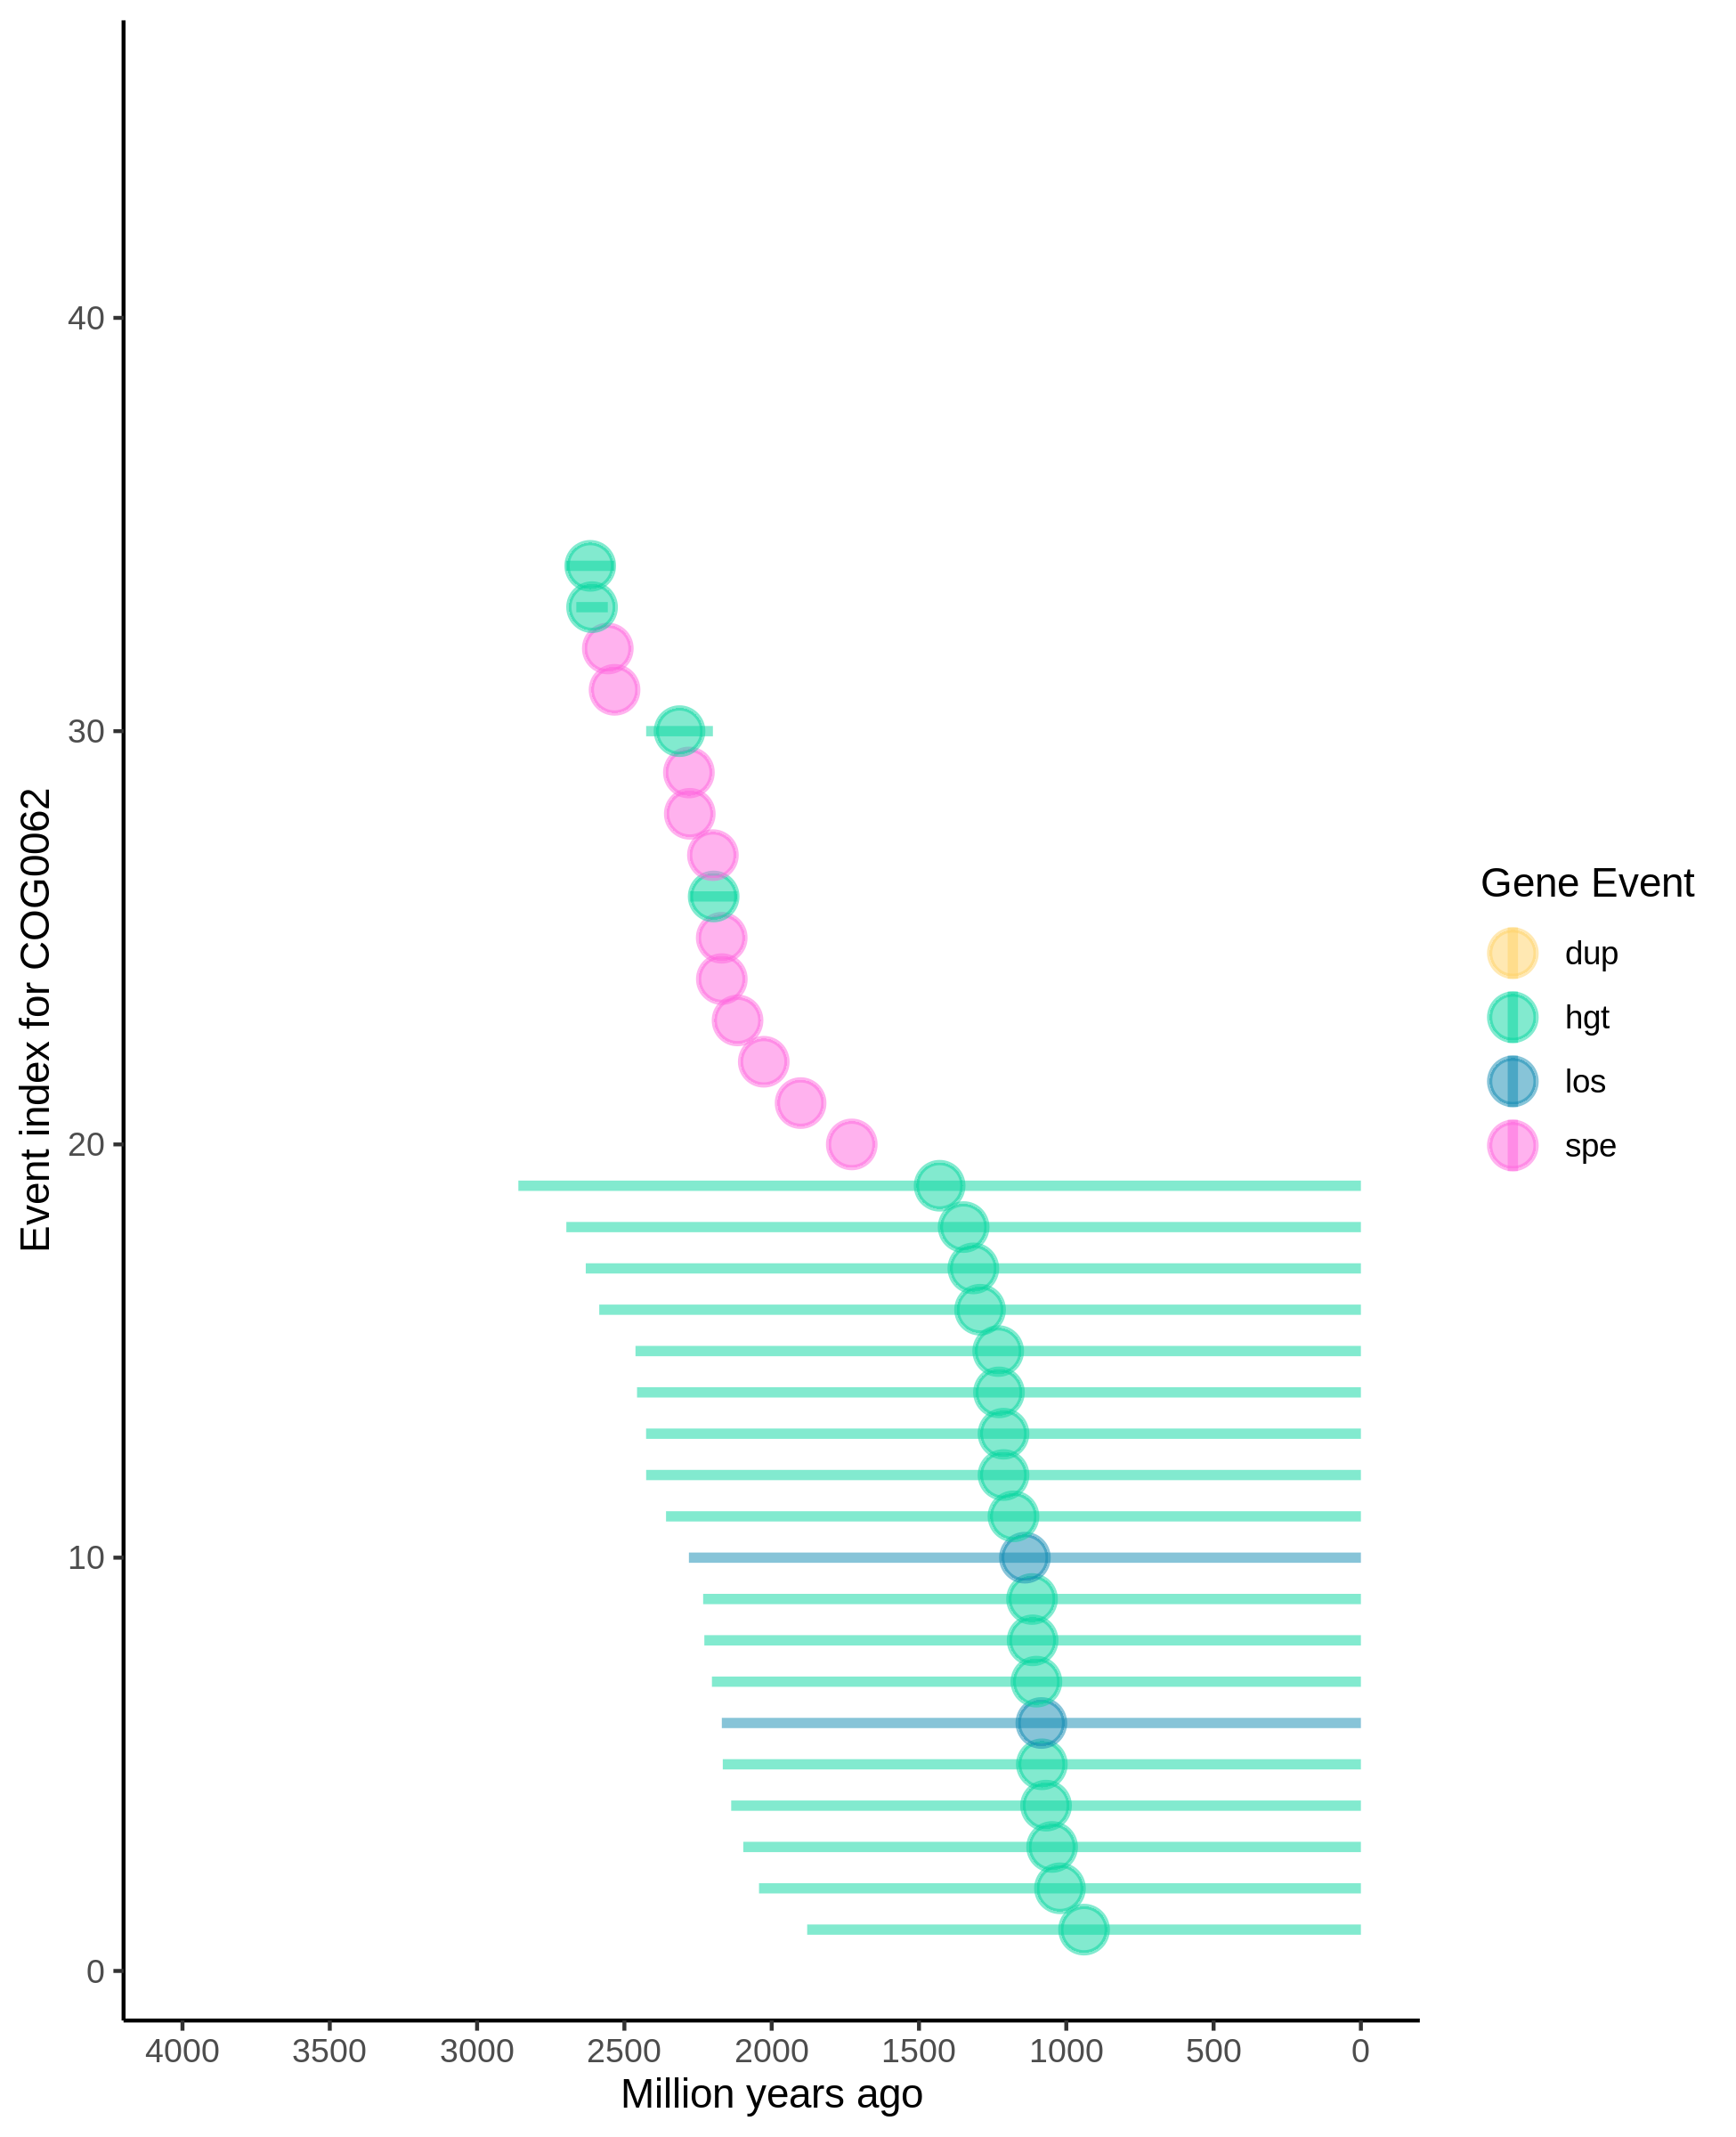 40
30
20
10
0
Event index for COG0062
4000 3500 3000 2500 2000 1500 1000 500 0
Million years ago
Gene Event
dup
hgt
los
spe